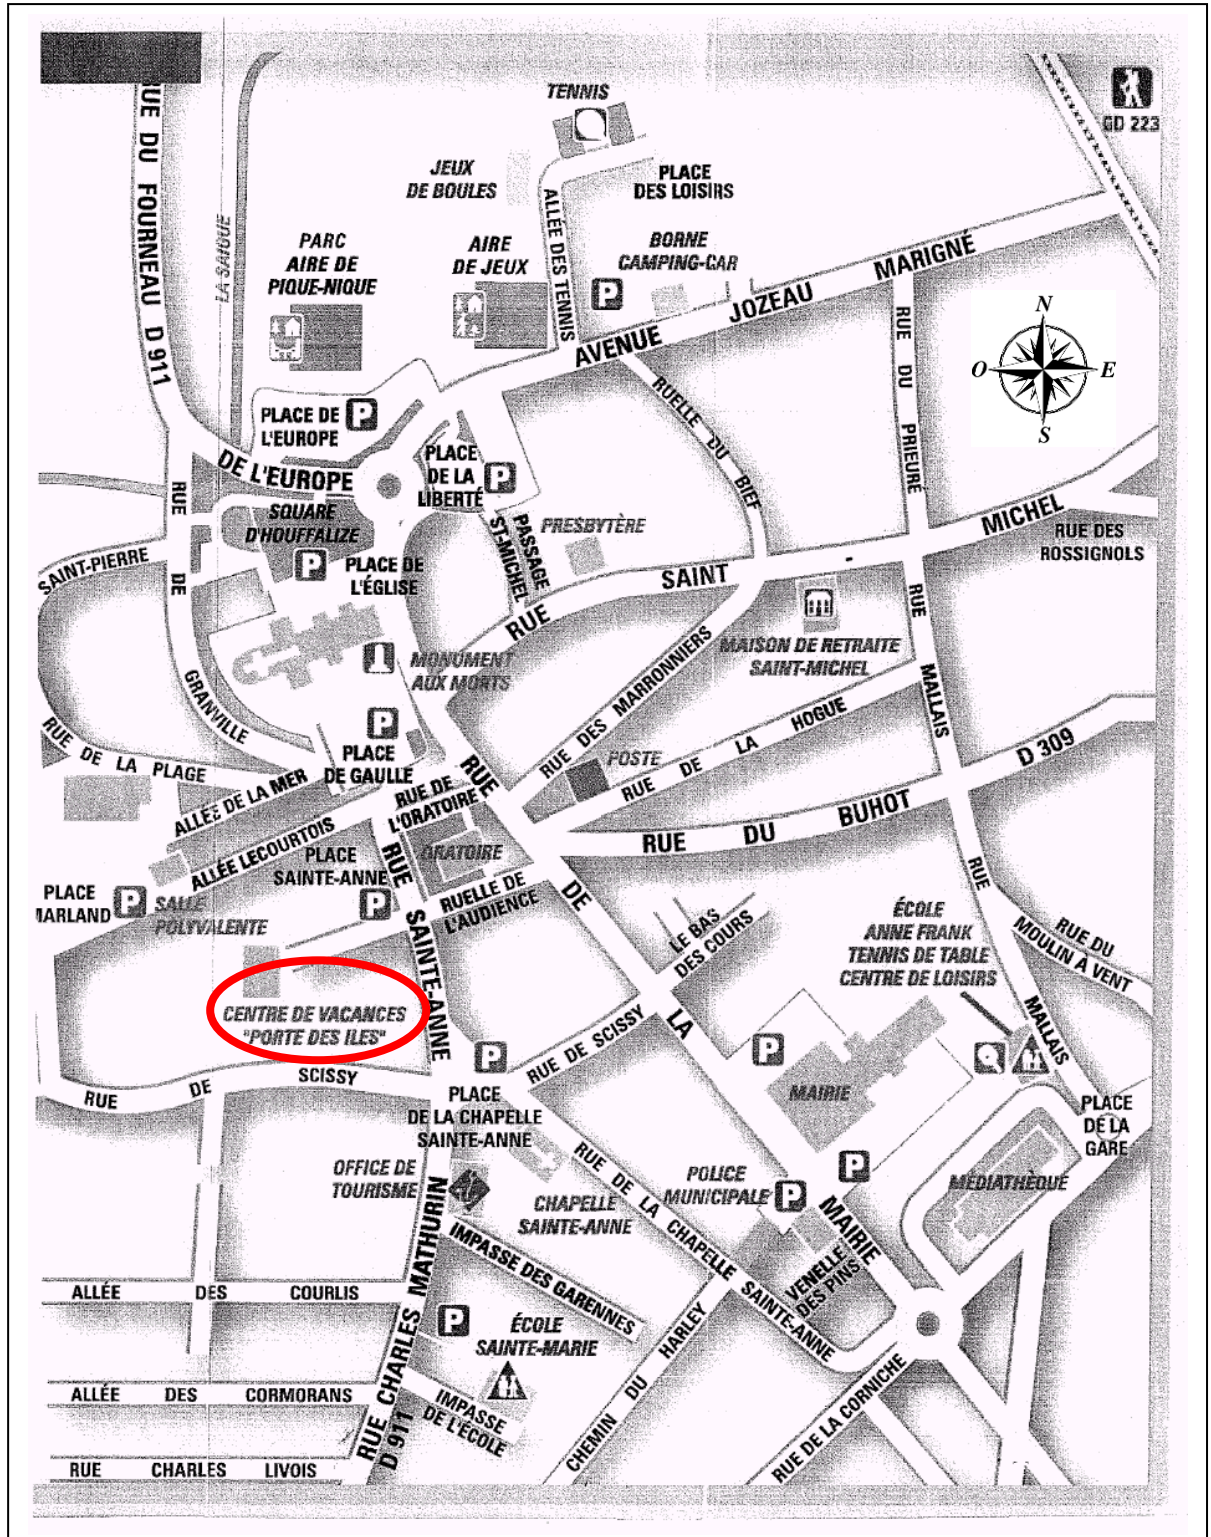 TENNIS
GD 223
JEUX
DE BOULES
PLACE
DES LOISIRS
RUE DU FOURNEAU D 911
LA SAIGUE
ALLÉE DES TENNIS
PARC
AIRE DE
PIQUE-NIQUE
AIRE
DE JEUX
BORNE
CAMPING-CAR
P
AVENUE JOZEAU MARIGNÉ
N
O
E
S
RUE DU PRIEURÉ
RUELLE DU BIEF
PLACE DE
L'EUROPE
P
DE L'EUROPE
PLACE
DE LA
LIBERTÉ
P
SQUARE
D'HOUFFALIZE
P
PLACE DE
L'ÉGLISE
PASSAGE
ST-MICHEL
PRESBYTÈRE
RUE SAINT MICHEL
RUE DES
ROSSIGNOLS
SAINT-PIERRE
RUE DE GRANVILLE
MONUMENT
AUX MORTS
MAISON DE RETRAITE
SAINT-MICHEL
RUE MALLAIS
RUE DES MARRONNIERS
RUE DE LA HOGUE
D 309
RUE DE LA PLAGE
P
PLACE
DE GAULLE
POSTE
ALLÉE DE LA MER
RUE DE
L'ORATOIRE
RUE DU BUHOT
ALLÉE LECOURTOIS
PLACE
SAINTE-ANNE
P
ORATOIRE
RUELLE DE
L'AUDIENCE
PLACE
MARLAND
P
SALLE
POLYVALENTE
RUE SAINTE-ANNE
RUE DE LA MAIRIE
LE BAS
DES COURS
ÉCOLE
ANNE FRANK
TENNIS DE TABLE
CENTRE DE LOISIRS
RUE DU
MOULIN À VENT
RUE MALLAIS
CENTRE DE VACANCES
"PORTE DES ILES"
RUE DE SCISSY
P
RUE DE SCISSY
P
MAIRIE
PLACE
DE LA CHAPELLE
SAINTE-ANNE
PLACE
DE LA
GARE
OFFICE DE
TOURISME
CHAPELLE
SAINTE-ANNE
RUE DE LA CHAPELLE SAINTE-ANNE
POLICE
MUNICIPALE
P
P
MÉDIATHÈQUE
IMPASSE DES GARENNES
VENELLE
DES PINS
ALLÉE DES COURLIS
P
ÉCOLE
SAINTE-MARIE
CHEMIN DU HARLEY
RUE CHARLES MATHURIN
D 911
ALLÉE DES CORMORANS
IMPASSE
DE L'ÉCOLE
RUE DE LA CORNICHE
RUE CHARLES LIVOIS